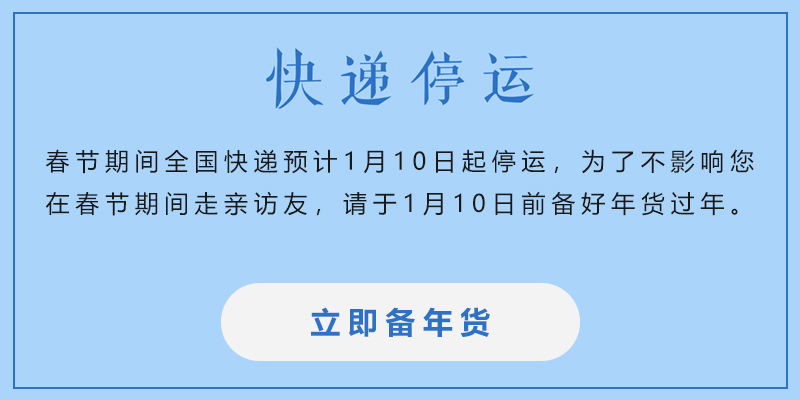 快递停运
春节期间全国快递预计1月10日起停运，为了不影响您
在春节期间走亲访友，请于1月10日前备好年货过年。
立即备年货